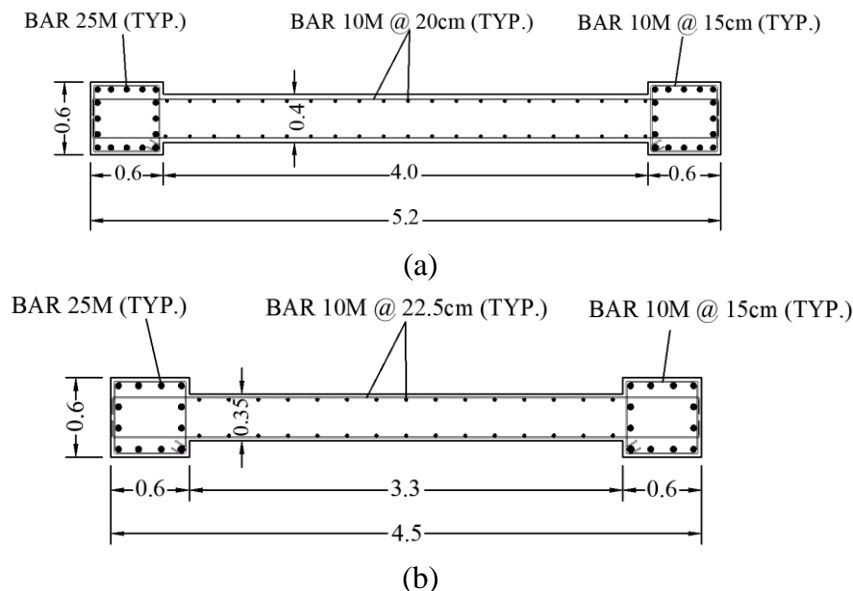 BAR 25M (TYP.) BAR 10M @ 20cm (TYP.) BAR 10M @ 15cm (TYP.)
0.6 0.4
0.6 4.0 0.6
5.2
(a)
BAR 25M (TYP.) BAR 10M @ 22.5cm (TYP.) BAR 10M @ 15cm (TYP.)
0.6 0.35
0.6 3.3 0.6
4.5
(b)